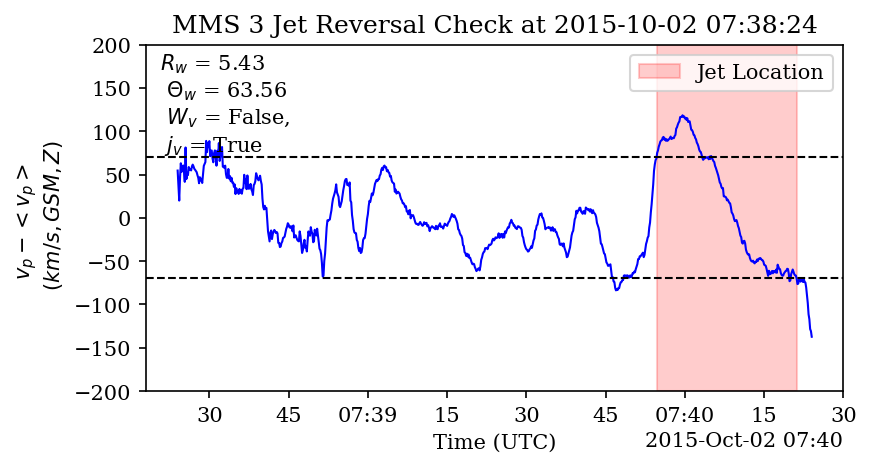 MMS 3 Jet Reversal Check at 2015-10-02 07:38:24
200
150
100
50
0
−50
−100
−150
−200
v_p − < v_p >
(km/s, GSM, Z)
R_w = 5.43
Θ_w = 63.56
W_v = False,
j_v = True
Jet Location
30 45 07:39 15 30 45 07:40 15 30
Time (UTC)
2015-Oct-02 07:40